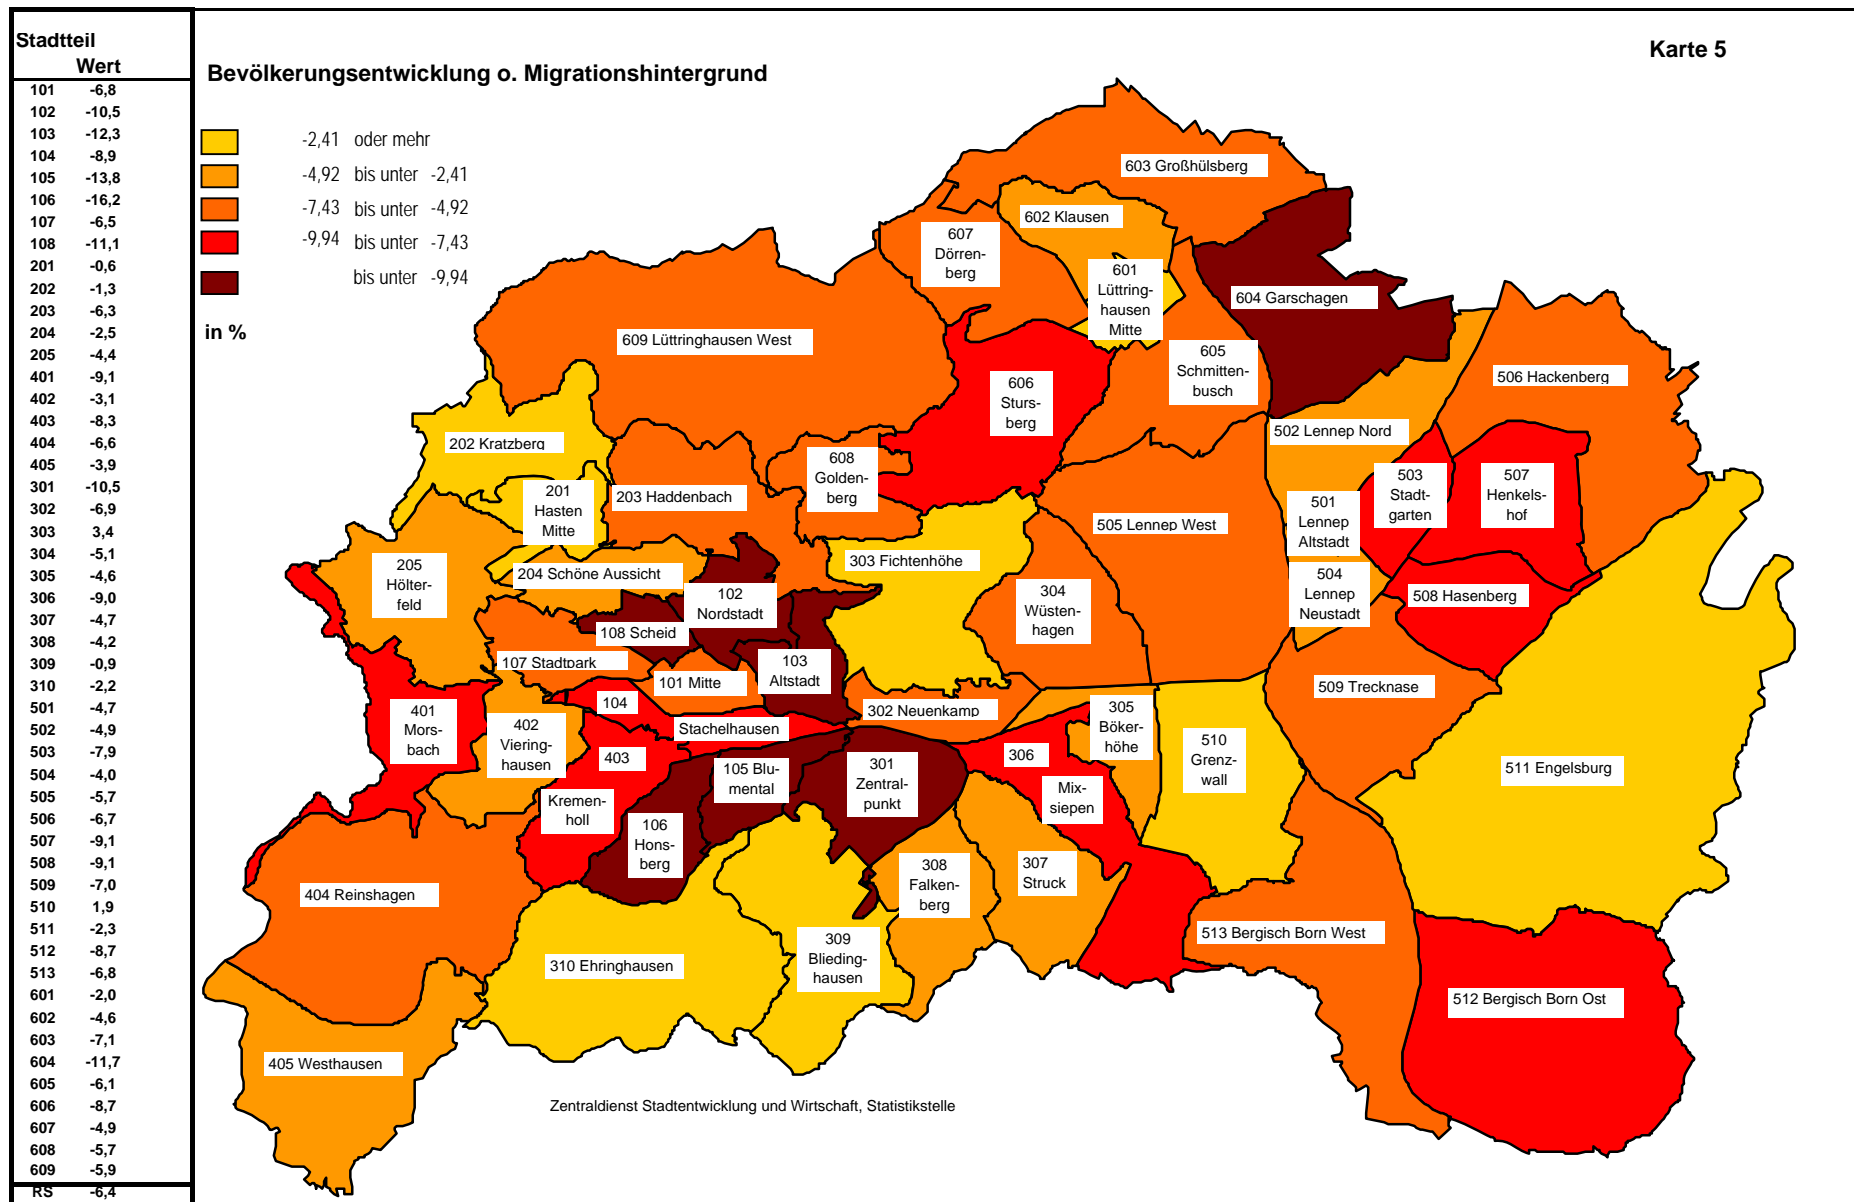 Stadtteil
Wert
101 -6,8
102 -10,5
103 -12,3
104 -8,9
105 -13,8
106 -16,2
107 -6,5
108 -11,1
201 -0,6
202 -1,3
203 -6,3
204 -2,5
205 -4,4
401 -9,1
402 -3,1
403 -8,3
404 -6,6
405 -3,9
301 -10,5
302 -6,9
303 3,4
304 -5,1
305 -4,6
306 -9,0
307 -4,7
308 -4,2
309 -0,9
310 -2,2
501 -4,7
502 -4,9
503 -7,9
504 -4,0
505 -5,7
506 -6,7
507 -9,1
508 -9,1
509 -7,0
510 1,9
511 -2,3
512 -8,7
513 -6,8
601 -2,0
602 -4,6
603 -7,1
604 -11,7
605 -6,1
606 -8,7
607 -4,9
608 -5,7
609 -5,9
RS -6,4
Karte 5
Bevölkerungsentwicklung o. Migrationshintergrund
-2,41 oder mehr
-4,92 bis unter -2,41
-7,43 bis unter -4,92
-9,94 bis unter -7,43
bis unter -9,94
in %
603 Großhülsberg
602 Klausen
607
Dörren-
berg
601
Lüttring-
hausen
Mitte
604 Garschagen
609 Lüttringhausen West
605
Schmitten-
busch
606
Sturs-
berg
506 Hackenberg
502 Lennep Nord
202 Kratzberg
608
Golden-
berg
503
Stadt-
garten
507
Henkels-
hof
201
Hasten
Mitte
203 Haddenbach
505 Lennep West
501
Lennep
Altstadt
303 Fichtenhöhe
205
Hölter-
feld
204 Schöne Aussicht
102
Nordstadt
304
Wüsten-
hagen
504
Lennep
Neustadt
508 Hasenberg
108 Scheid
107 Stadtpark
101 Mitte
103
Altstadt
509 Trecknase
104
Stachelhausen
302 Neuenkamp
305
Böker-
höhe
401
Mors-
bach
402
Viering-
hausen
403
Kremen-
holl
105 Blu-
mental
301
Zentral-
punkt
306
Mix-
siepen
510
Grenz-
wall
511 Engelsburg
106
Hons-
berg
404 Reinshagen
308
Falken-
berg
307
Struck
513 Bergisch Born West
309
Blieding-
hausen
310 Ehringhausen
512 Bergisch Born Ost
405 Westhausen
Zentraldienst Stadtentwicklung und Wirtschaft, Statistikstelle